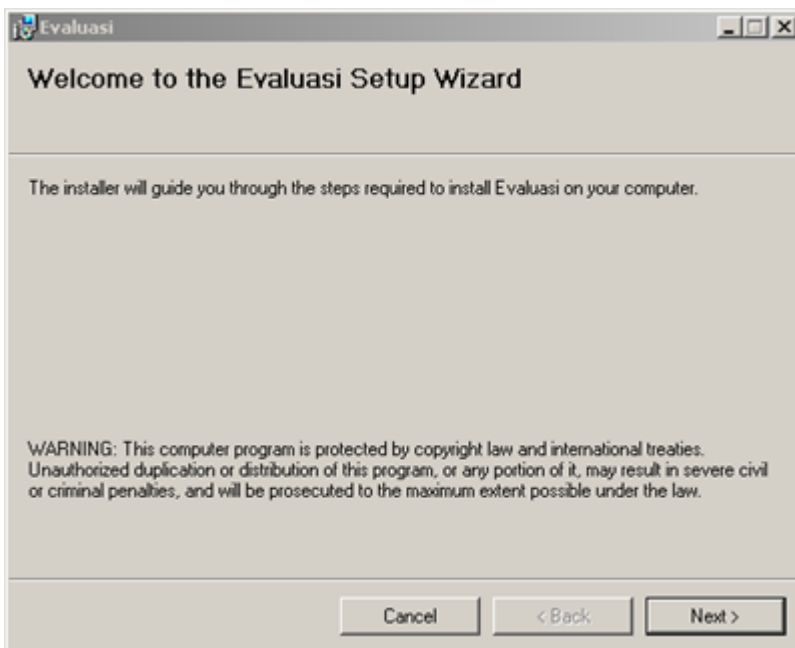 Evaluasi
Welcome to the Evaluasi Setup Wizard
The installer will guide you through the steps required to install Evaluasi on your computer.
WARNING: This computer program is protected by copyright law and international treaties.
Unauthorized duplication or distribution of this program, or any portion of it, may result in severe civil
or criminal penalties, and will be prosecuted to the maximum extent possible under the law.
Cancel < Back Next >